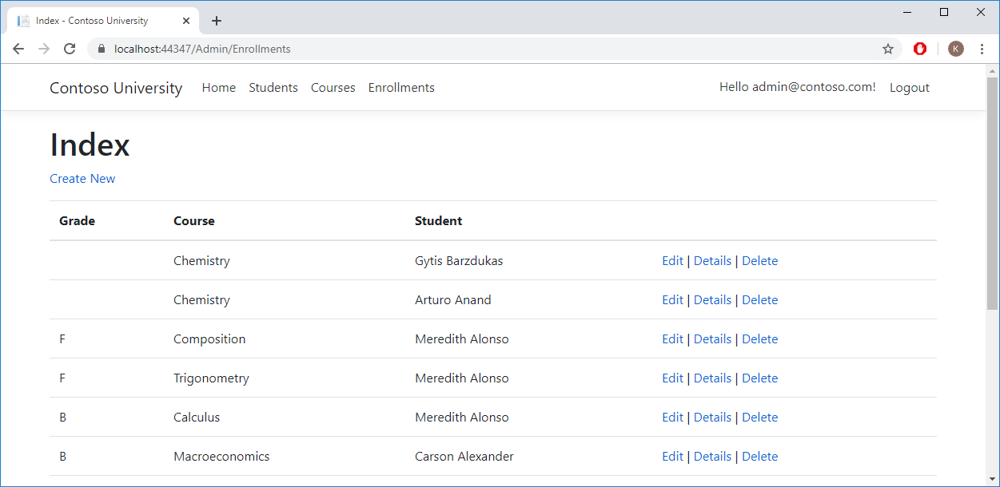 Index - Contoso University
localhost:44347/Admin/Enrollments
K
Contoso University Home Students Courses Enrollments Hello admin@contoso.com! Logout
Index
Create New
Grade Course Student
Chemistry Gytis Barzdukas Edit | Details | Delete
Chemistry Arturo Anand Edit | Details | Delete
F Composition Meredith Alonso Edit | Details | Delete
F Trigonometry Meredith Alonso Edit | Details | Delete
B Calculus Meredith Alonso Edit | Details | Delete
B Macroeconomics Carson Alexander Edit | Details | Delete